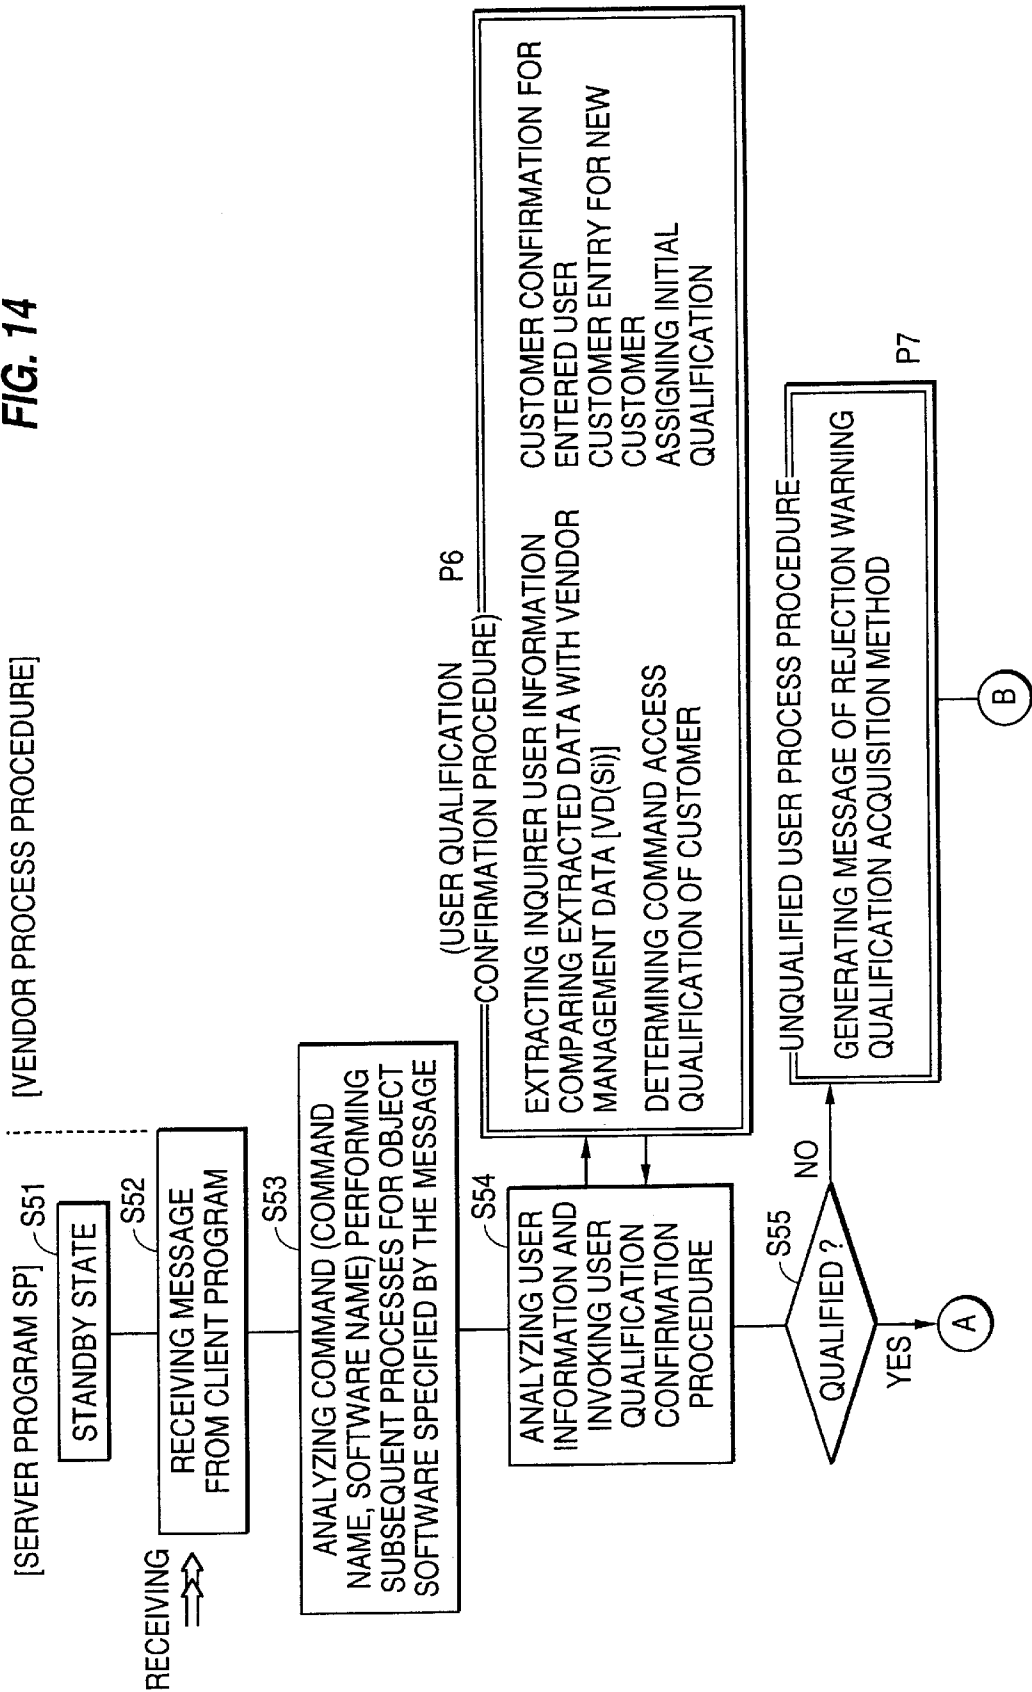 FIG. 14
[SERVER PROGRAM SP]
[VENDOR PROCESS PROCEDURE]
STANDBY STATE
S51
RECEIVING
RECEIVING MESSAGE
FROM CLIENT PROGRAM
S52
ANALYZING COMMAND (COMMAND
NAME, SOFTWARE NAME) PERFORMING
SUBSEQUENT PROCESSES FOR OBJECT
SOFTWARE SPECIFIED BY THE MESSAGE
S53
ANALYZING USER
INFORMATION AND
INVOKING USER
QUALIFICATION
CONFIRMATION
PROCEDURE
S54
(USER QUALIFICATION
CONFIRMATION PROCEDURE)
P6
EXTRACTING INQUIRER USER INFORMATION
COMPARING EXTRACTED DATA WITH VENDOR
MANAGEMENT DATA [VD(Si)]
DETERMINING COMMAND ACCESS
QUALIFICATION OF CUSTOMER
CUSTOMER CONFIRMATION FOR
ENTERED USER
CUSTOMER ENTRY FOR NEW
CUSTOMER
ASSIGNING INITIAL
QUALIFICATION
QUALIFIED ?
S55
NO
YES
A
UNQUALIFIED USER PROCESS PROCEDURE
P7
GENERATING MESSAGE OF REJECTION WARNING
QUALIFICATION ACQUISITION METHOD
B